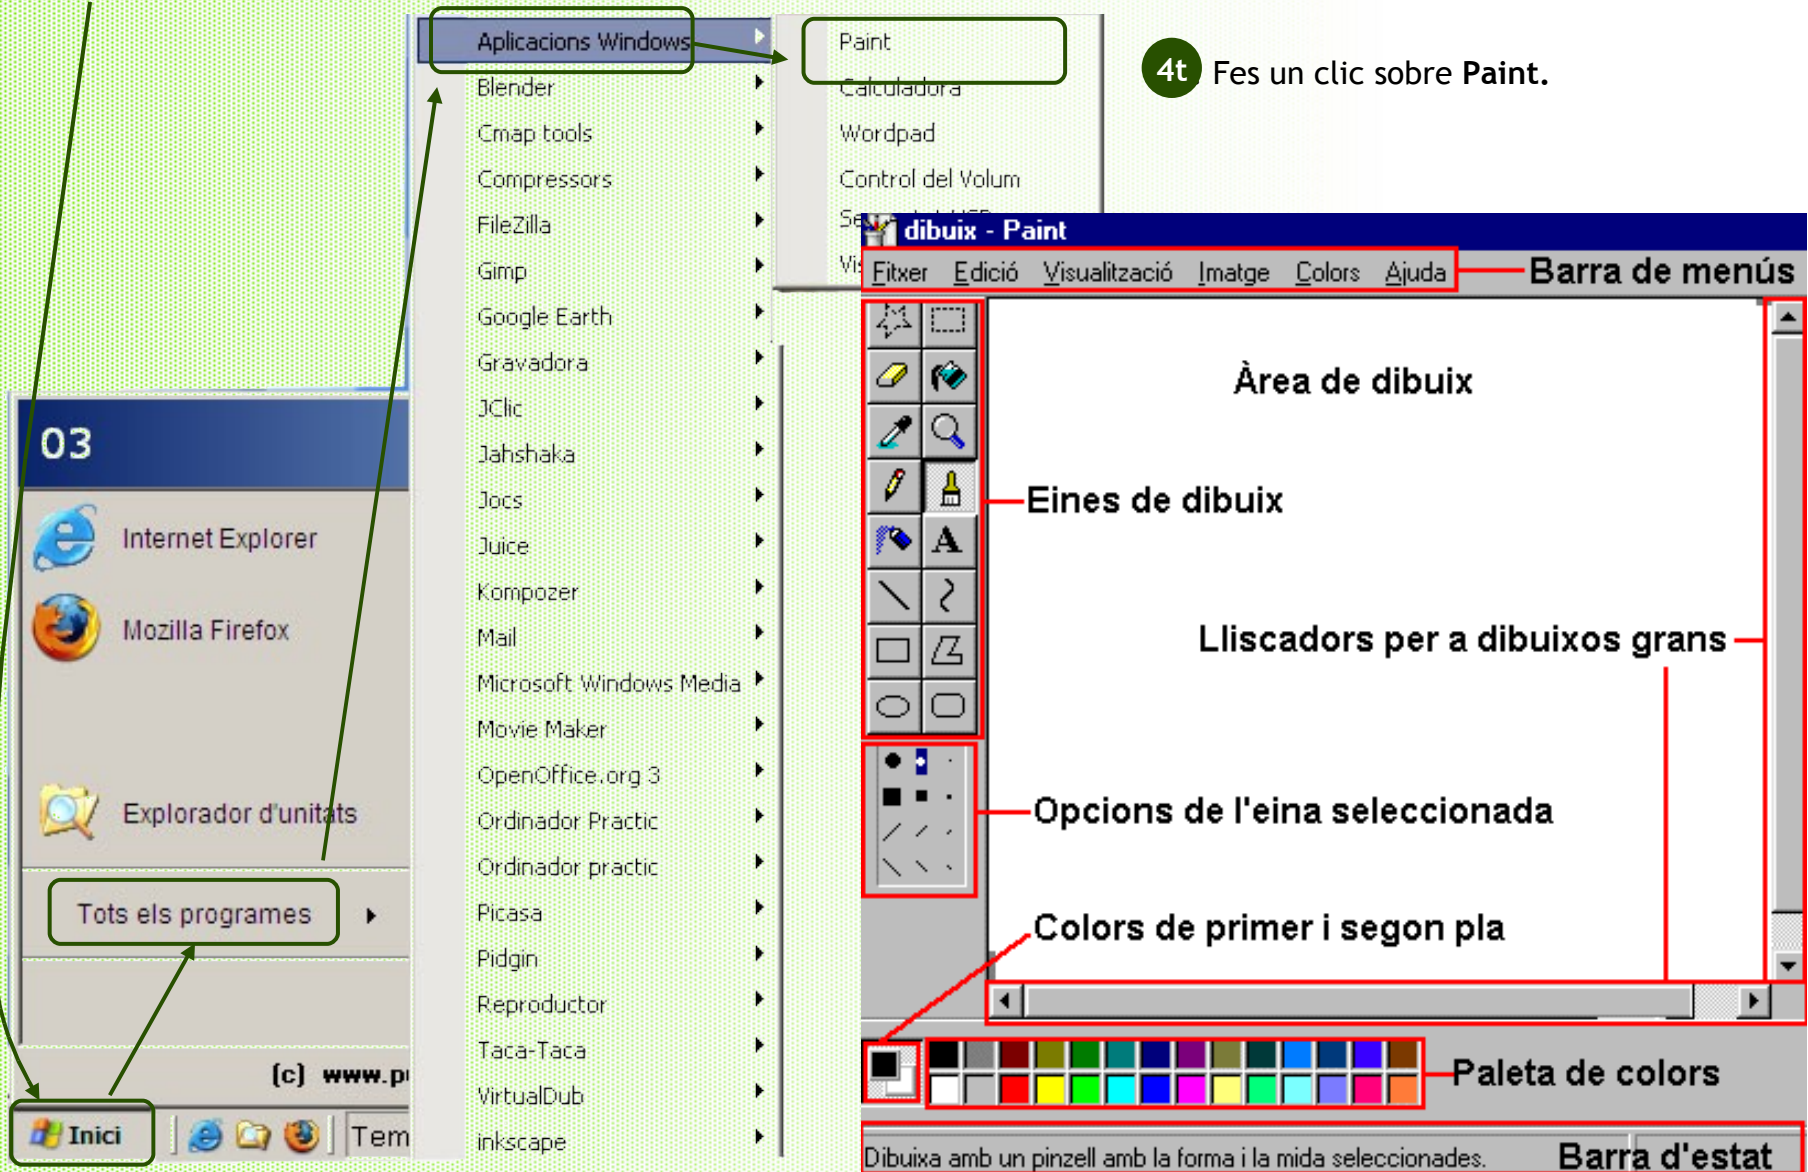 Aplicacions Windows
Blender
Cmap tools
Compressors
FileZilla
Gimp
Google Earth
Gravadora
JClic
Jahshaka
Jocs
Juice
Kompozer
Mail
Microsoft Windows Media
Movie Maker
OpenOffice.org 3
Ordinador Practic
Ordinador practic
Picasa
Pidgin
Reproductor
Taca-Taca
VirtualDub
inkscape
Paint
Calculadora
Wordpad
Control del Volum
4t Fes un clic sobre Paint.
03
Internet Explorer
Mozilla Firefox
Explorador d'unitats
Tots els programes
(c) www.p
Inici
Tem
dibuix - Paint
Fitxer Edició Visualització Imatge Colors Ajuda
Barra de menús
Àrea de dibuix
Eines de dibuix
A
Lliscadors per a dibuixos grans
Opcions de l'eina seleccionada
Colors de primer i segon pla
Paleta de colors
Dibuixa amb un pinzell amb la forma i la mida seleccionades.
Barra d'estat